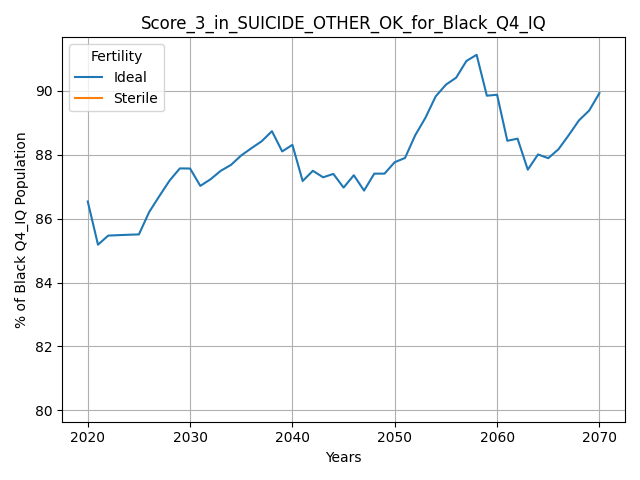 Score_3_in_SUICIDE_OTHER_OK_for_Black_Q4_IQ
Fertility
Ideal
Sterile
% of Black Q4_IQ Population
90
88
86
84
82
80
2020
2030
2040
2050
2060
2070
Years